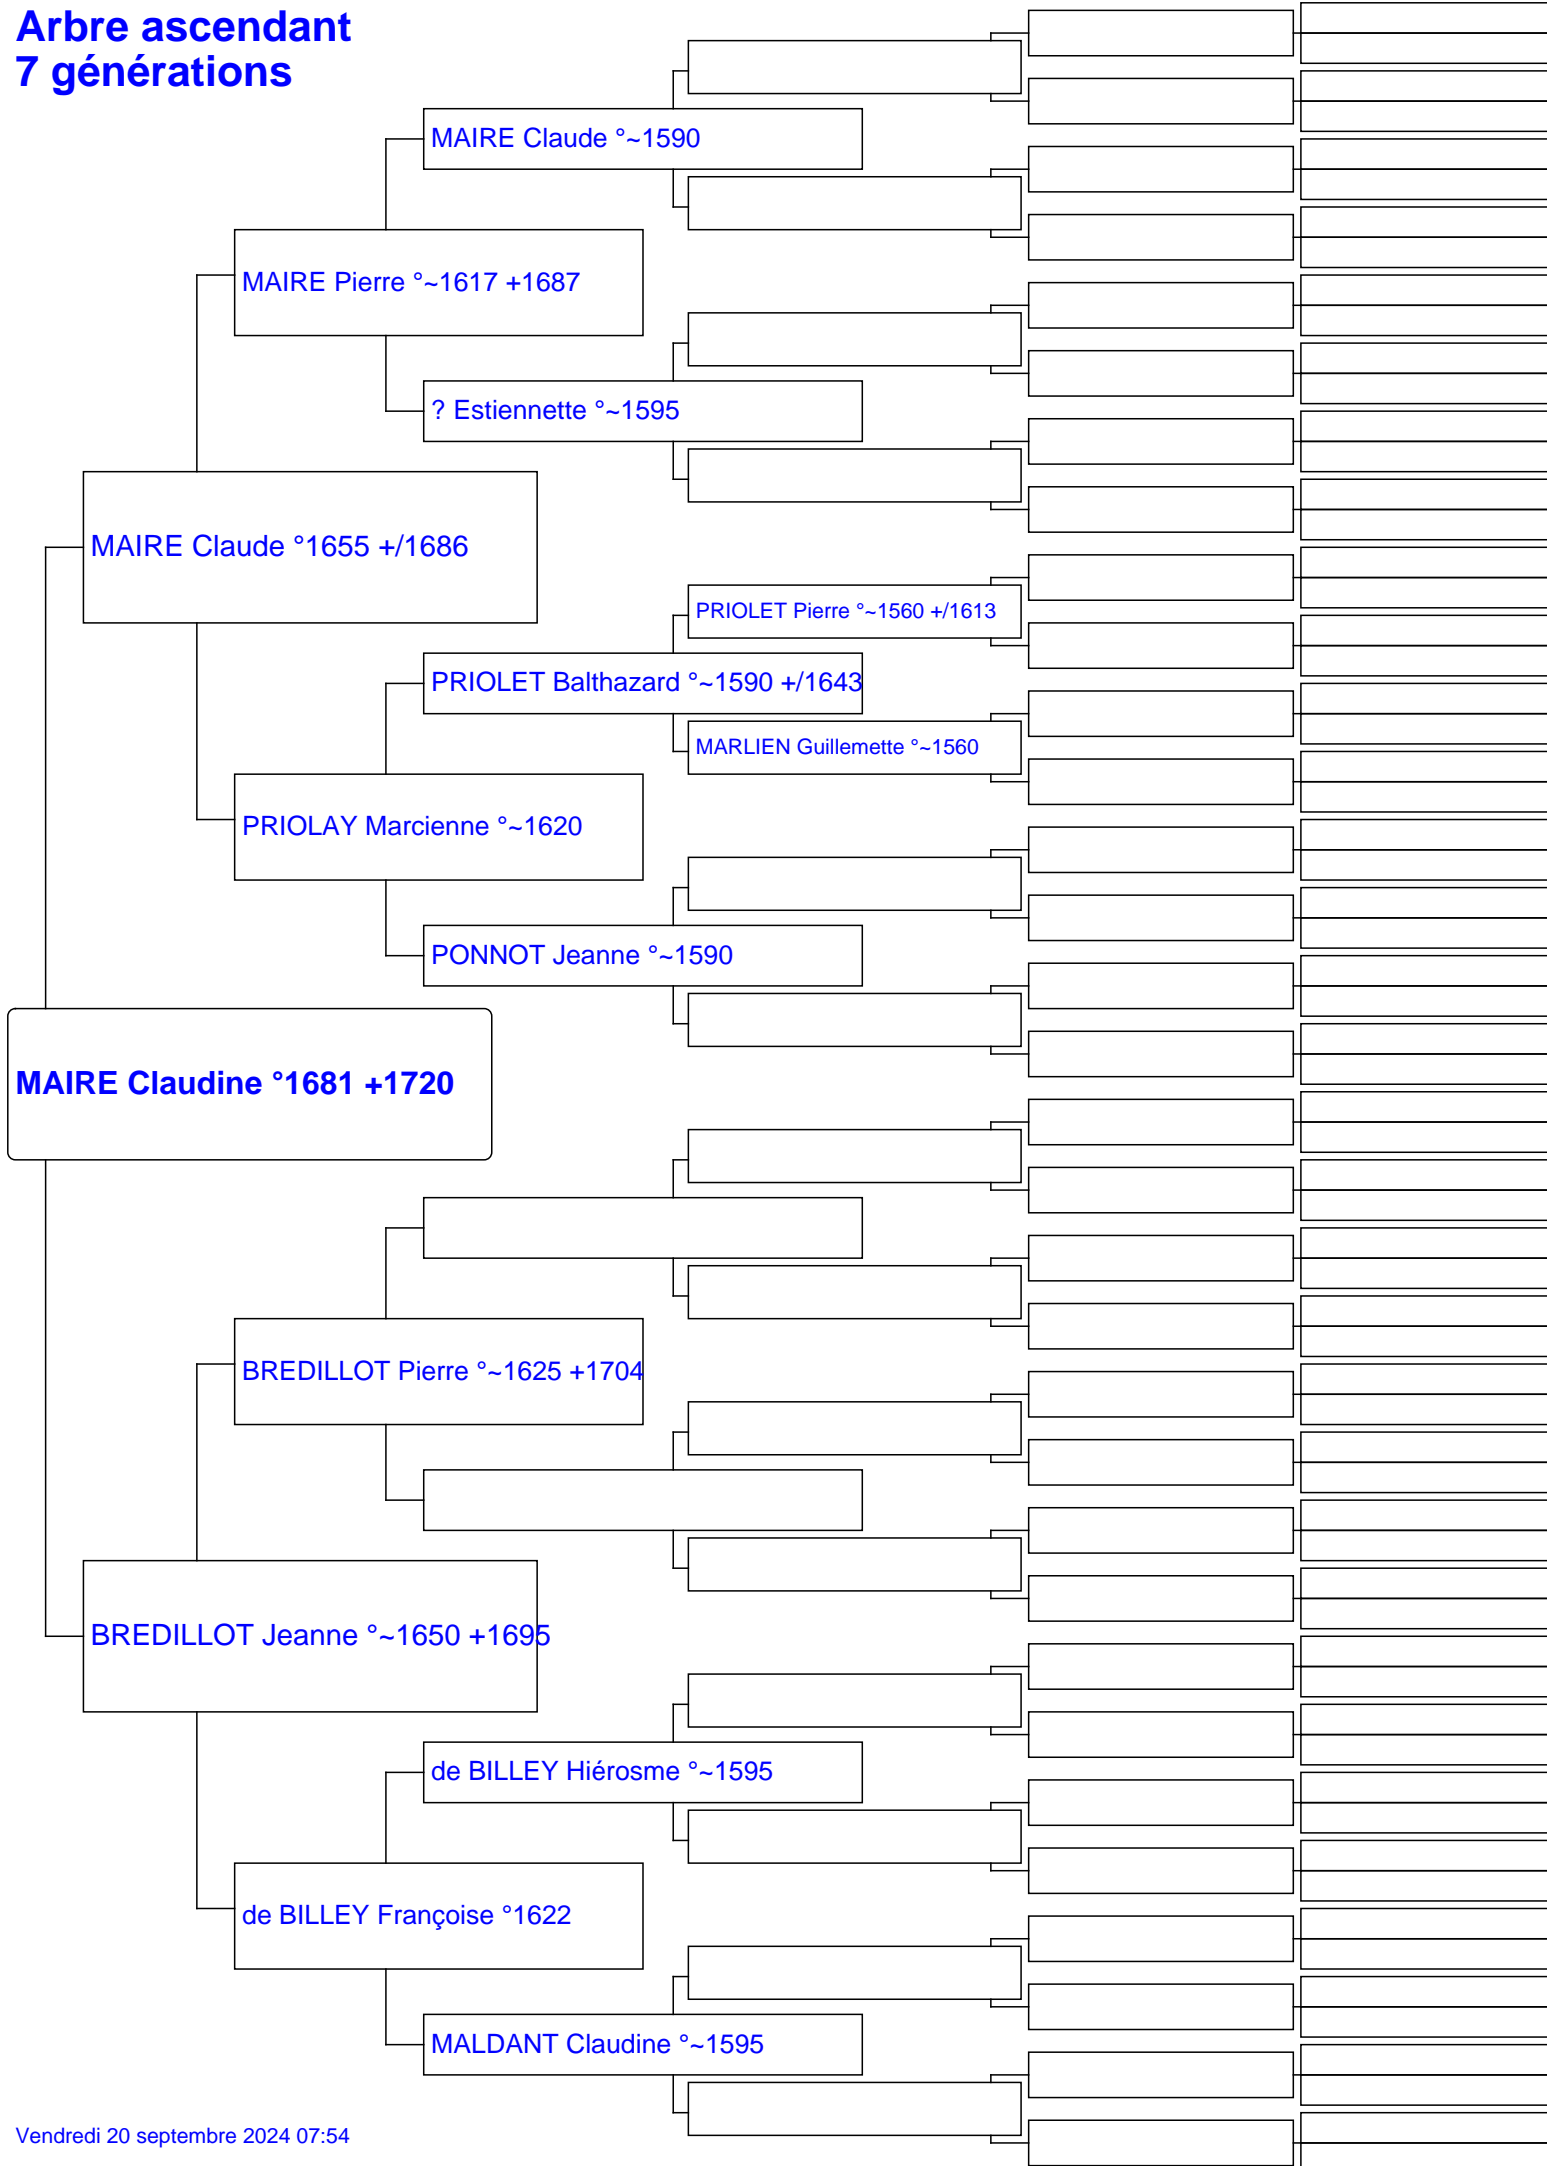 Arbre ascendant
7 générations
MAIRE Claude °~1590
MAIRE Pierre °~1617 +1687
? Estiennette °~1595
MAIRE Claude °1655 +/1686
PRIOLET Pierre °~1560 +/1613
PRIOLET Balthazard °~1590 +/1643
MARLIEN Guillemette °~1560
PRIOLAY Marcienne °~1620
PONNOT Jeanne °~1590
MAIRE Claudine °1681 +1720
BREDILLOT Pierre °~1625 +1704
BREDILLOT Jeanne °~1650 +1695
de BILLEY Hiérosme °~1595
de BILLEY Françoise °1622
MALDANT Claudine °~1595
Vendredi 20 septembre 2024 07:54